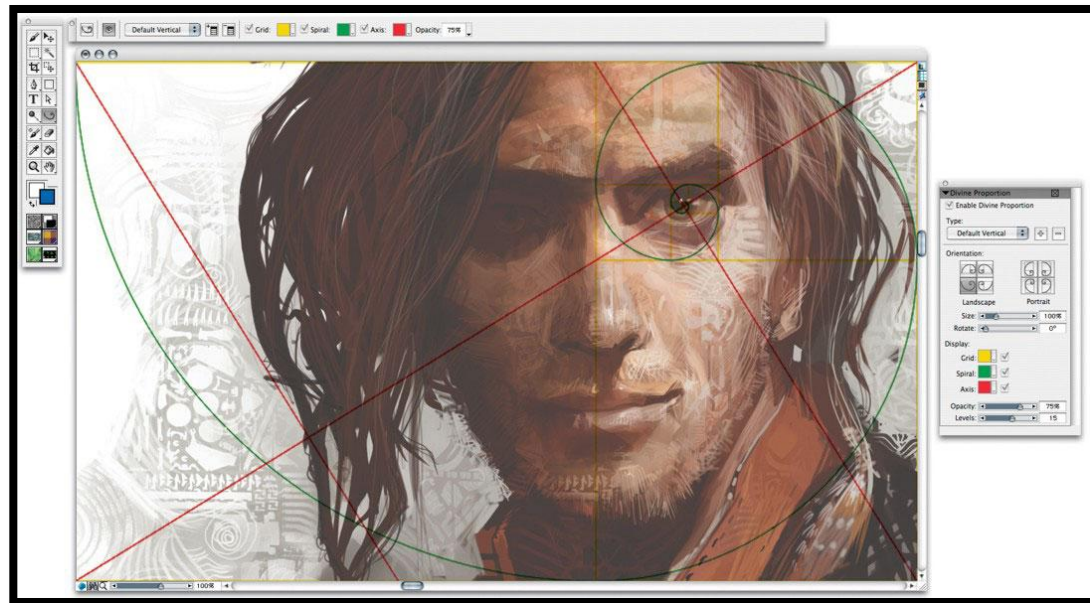 Default Vertical Grid: Spiral: Axis: Opacity: 75%
T
100%
Divine Proportion
Enable Divine Proportion
Type:
Default Vertical
Orientation:
Landscape Portrait
Size: 100%
Rotate: 0°
Display:
Grid:
Spiral:
Axis:
Opacity: 75%
Levels: 15